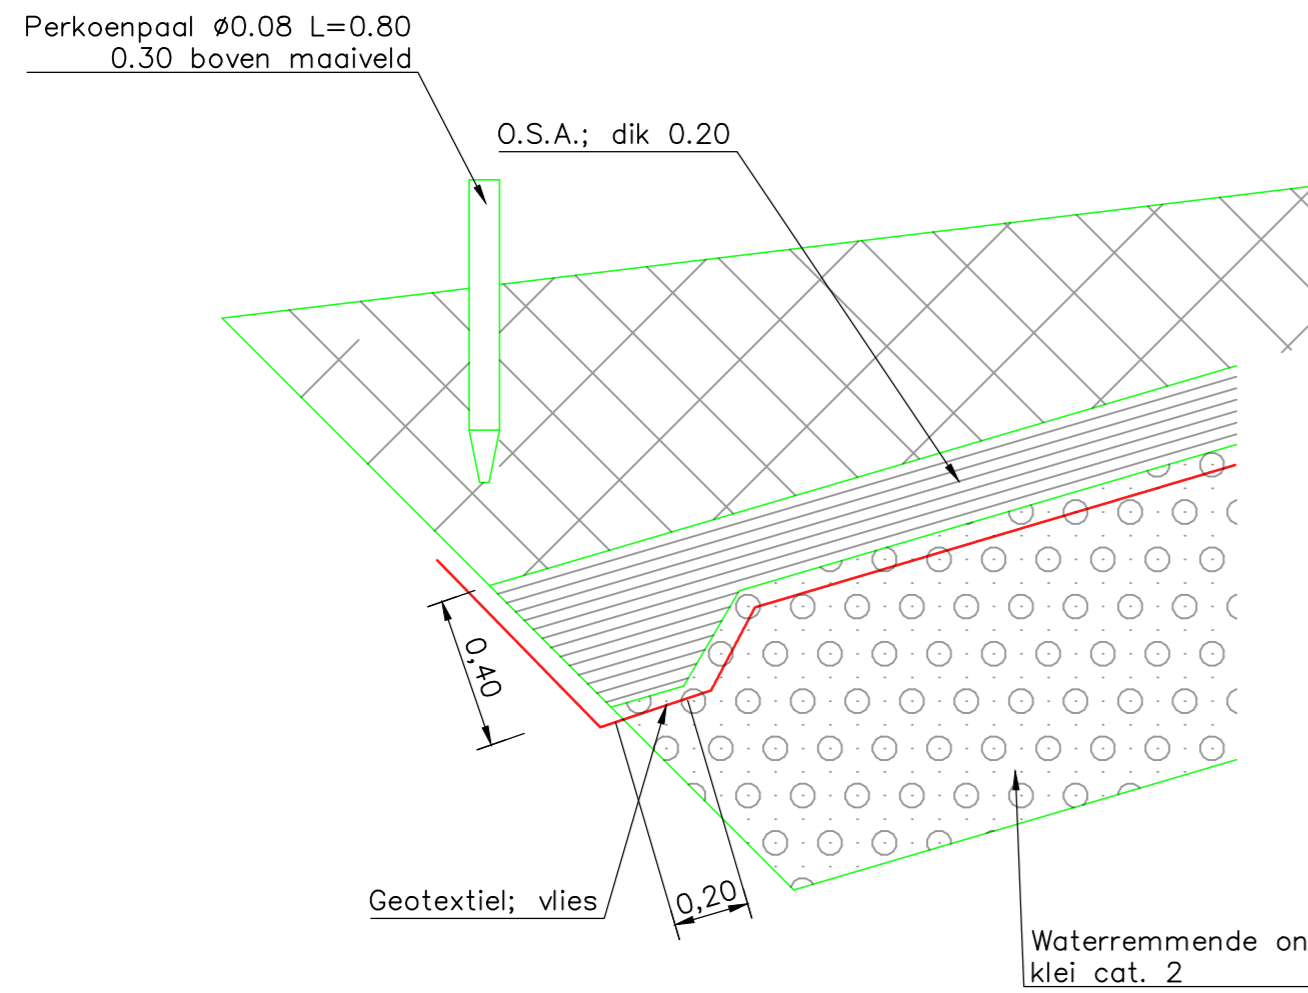 Perkoenpaal ø0.08 L=0.80
0.30 boven maaiveld
O.S.A.; dik 0.20
0,40
Geotextiel; vlies
0,20
Waterremmende on
klei cat. 2